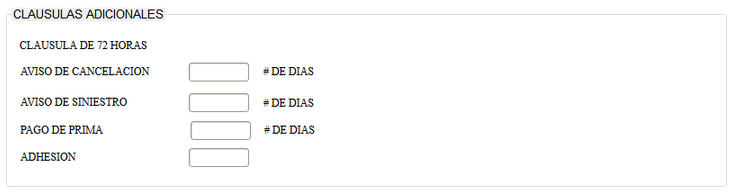 CLAUSULAS ADICIONALES
CLAUSULA DE 72 HORAS
AVISO DE CANCELACION # DE DIAS
AVISO DE SINIESTRO # DE DIAS
PAGO DE PRIMA # DE DIAS
ADHESION